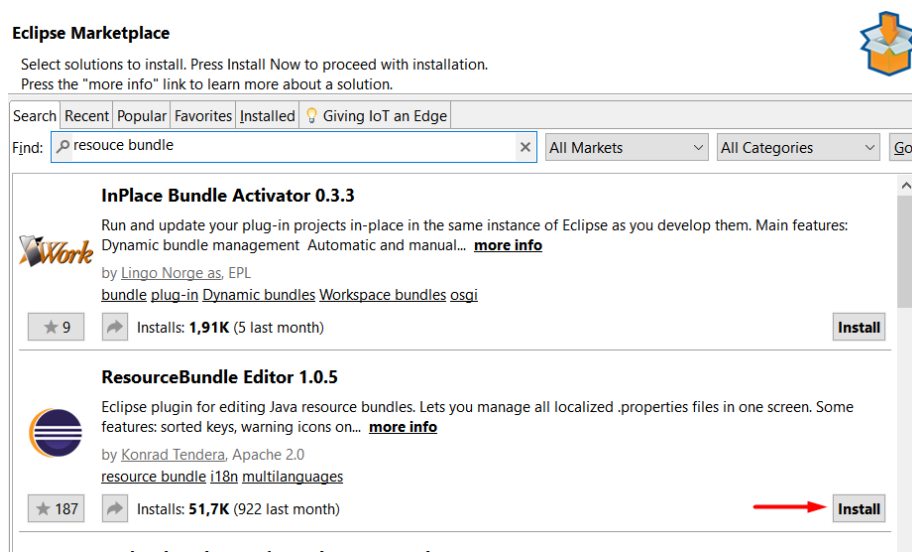 Eclipse Marketplace
Select solutions to install. Press Install Now to proceed with installation.
Press the "more info" link to learn more about a solution.
Search Recent Popular Favorites Installed Giving IoT an Edge
Find: resouce bundle × All Markets All Categories Go
InPlace Bundle Activator 0.3.3
Run and update your plug-in projects in-place in the same instance of Eclipse as you develop them. Main features:
Work Dynamic bundle management Automatic and manual... more info
by Lingo Norge as, EPL
bundle plug-in Dynamic bundles Workspace bundles osgi
9 Installs: 1,91K (5 last month) Install
ResourceBundle Editor 1.0.5
Eclipse plugin for editing Java resource bundles. Lets you manage all localized .properties files in one screen. Some
features: sorted keys, warning icons on... more info
by Konrad Tendera, Apache 2.0
resource bundle i18n multilanguages
187 Installs: 51,7K (922 last month) Install